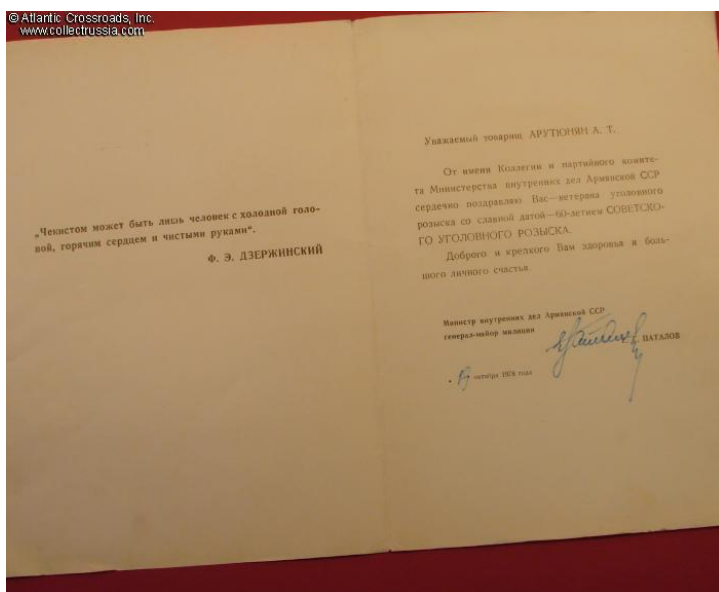 © Atlantic Crossroads, Inc.
www.collectrussia.com
„Чекистом может быть лишь человек с холодной голо-
вой, горячим сердцем и чистыми руками“.
Ф. Э. ДЗЕРЖИНСКИЙ
Уважаемый товарищ АРУТЮНЯН А. Т.
От имени Коллегии и партийного комите-
та Министерства внутренних дел Армянской ССР
сердечно поздравляю Вас—ветерана уголовного
розыска со славной датой—60-летием СОВЕТСКО-
ГО УГОЛОВНОГО РОЗЫСКА.
Доброго и крепкого Вам здоровья и боль-
шого личного счастья.
Министр внутренних дел Армянской ССР
генерал-майор милиции
ПАТАЛОВ
октября 1978 года